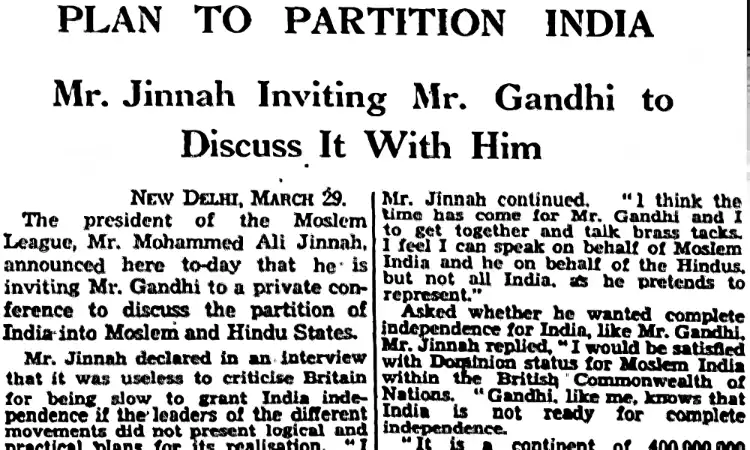 PLAN TO PARTITION INDIA
Mr. Jinnah Inviting Mr. Gandhi to
Discuss It With Him
NEW DELHI, MARCH 29.
The president of the Moslem
League, Mr. Mohammed Ali Jinnah,
announced here to-day that he is
inviting Mr. Gandhi to a private con-
ference to discuss the partition of
India into Moslem and Hindu States.
Mr. Jinnah declared in an interview
that it was useless to criticise Britain
for being slow to grant India inde-
pendence if the leaders of the different
movements did not present logical and
practical plans for its realisation. "I
Mr. Jinnah continued. "I think the
time has come for Mr. Gandhi and I
to get together and talk brass tacks.
I feel I can speak on behalf of Moslem
India and he on behalf of the Hindus,
but not all India, as he pretends to
represent."
Asked whether he wanted complete
independence for India, like Mr. Gandhi,
Mr. Jinnah replied, "I would be satisfied
with Dominion status for Moslem India
within the British Commonwealth of
Nations. "Gandhi, like me, knows that
India is not ready for complete
independence.
"It is a continent of 400,000,000